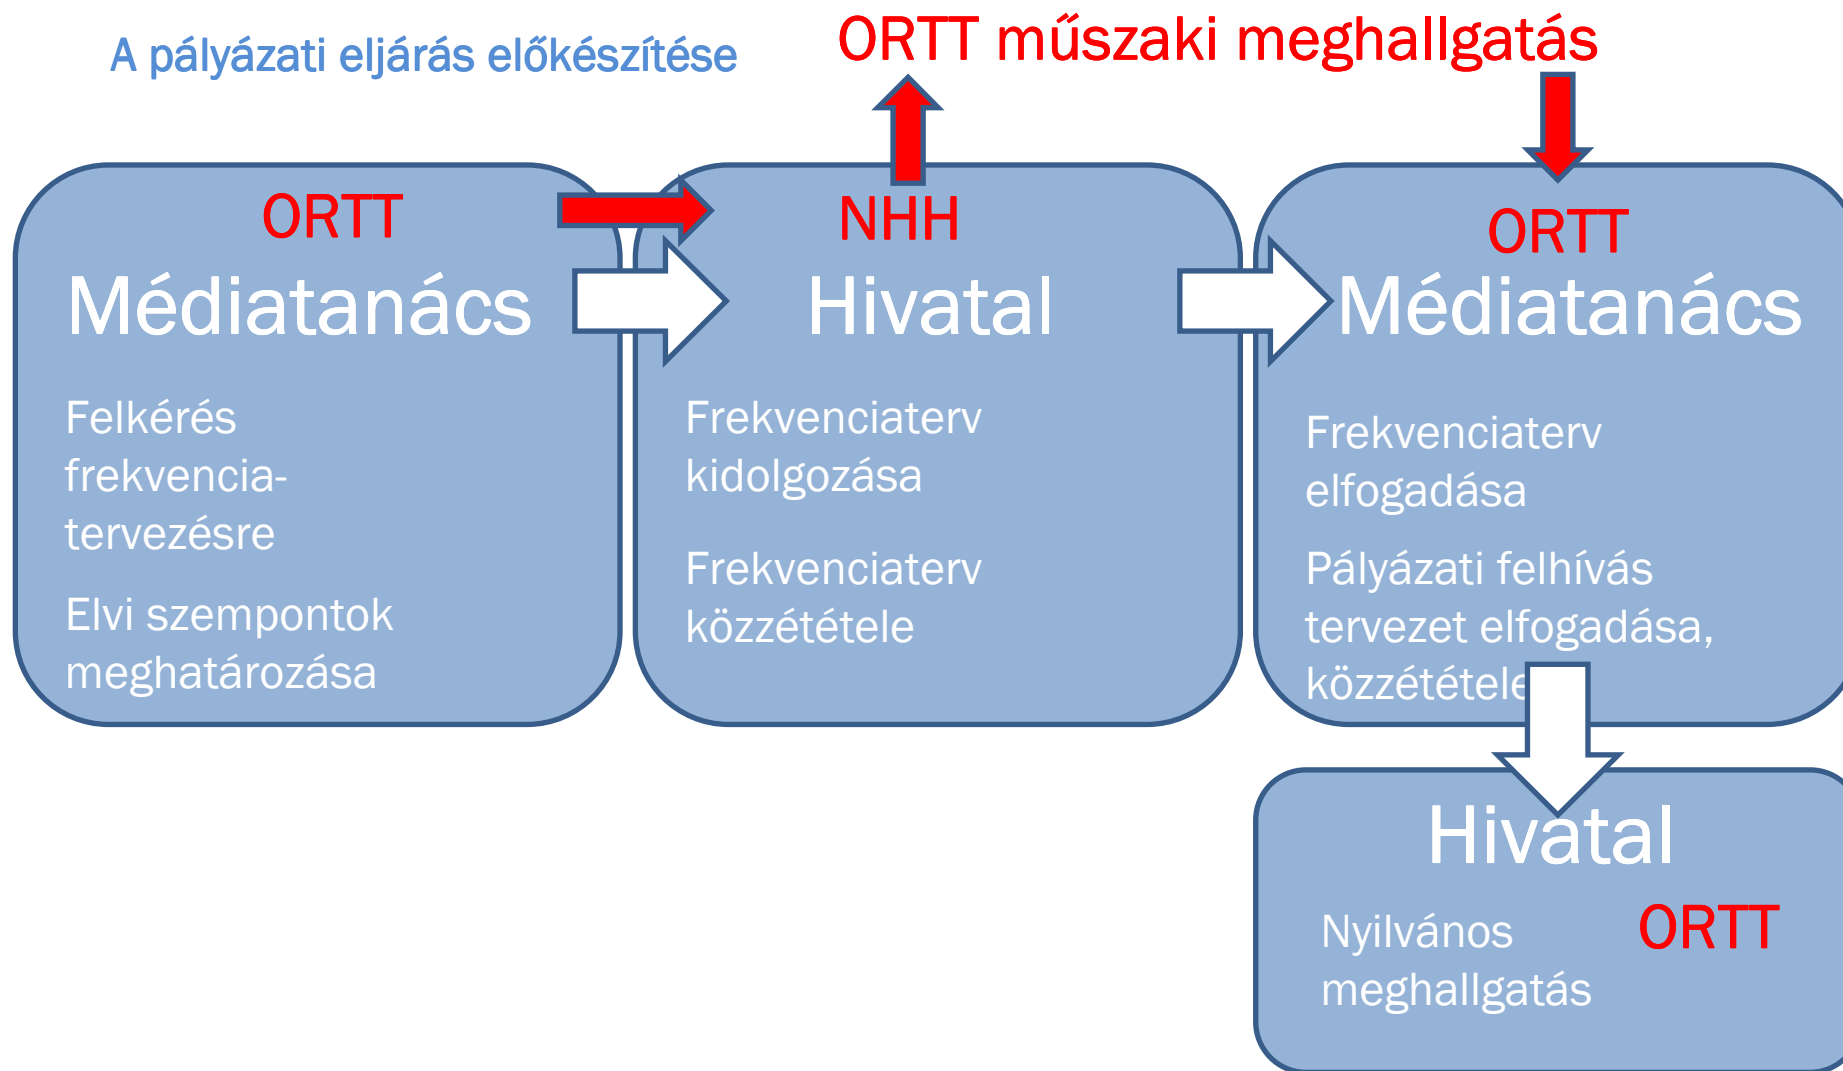 A pályázati eljárás előkészítése
ORTT műszaki meghallgatás
ORTT
Médiatanács
Felkérés
frekvencia-
tervezésre
Elvi szempontok
meghatározása
NHH
Hivatal
Frekvenciaterv
kidolgozása
Frekvenciaterv
közzététele
ORTT
Médiatanács
Frekvenciaterv
elfogadása
Pályázati felhívás
tervezet elfogadása,
közzététele
Hivatal
ORTT
Nyilvános
meghallgatás